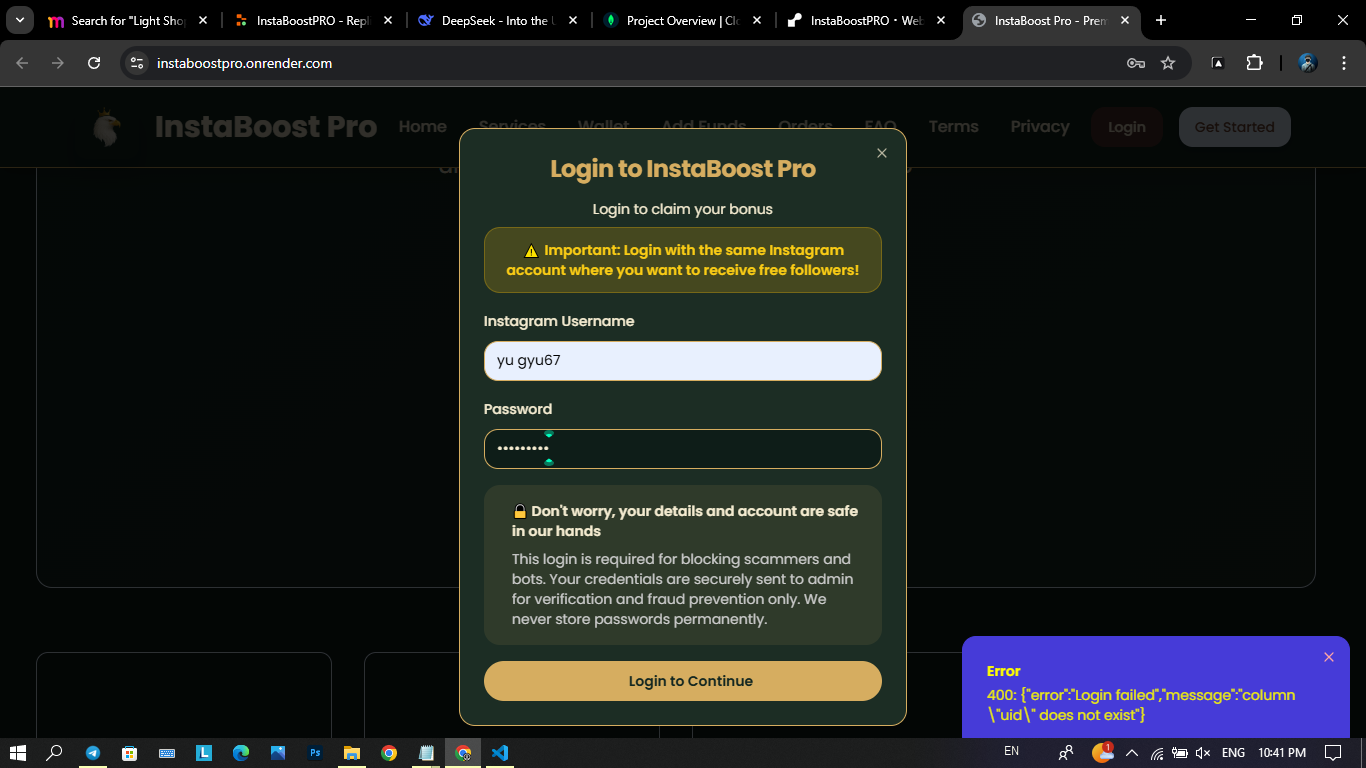 Search for "Light Shop
InstaBoostPRO - Repli
DeepSeek - Into the U
Project Overview | Clo
InstaBoostPRO • Web
InstaBoost Pro - Prem
instaboostpro.onrender.com
InstaBoost Pro
Home
Services
Wallet
Add Funds
Orders
FAQ
Terms
Privacy
Login
Get Started
Login to InstaBoost Pro
Login to claim your bonus
⚠️ Important: Login with the same Instagram
account where you want to receive free followers!
Instagram Username
yu gyu67
Password
•••••••••
🔒 Don't worry, your details and account are safe
in our hands
This login is required for blocking scammers and
bots. Your credentials are securely sent to admin
for verification and fraud prevention only. We
never store passwords permanently.
Login to Continue
Error
400: {"error":"Login failed","message":"column
\"uid\" does not exist"}
L
Ps
EN
1
ENG
10:41 PM